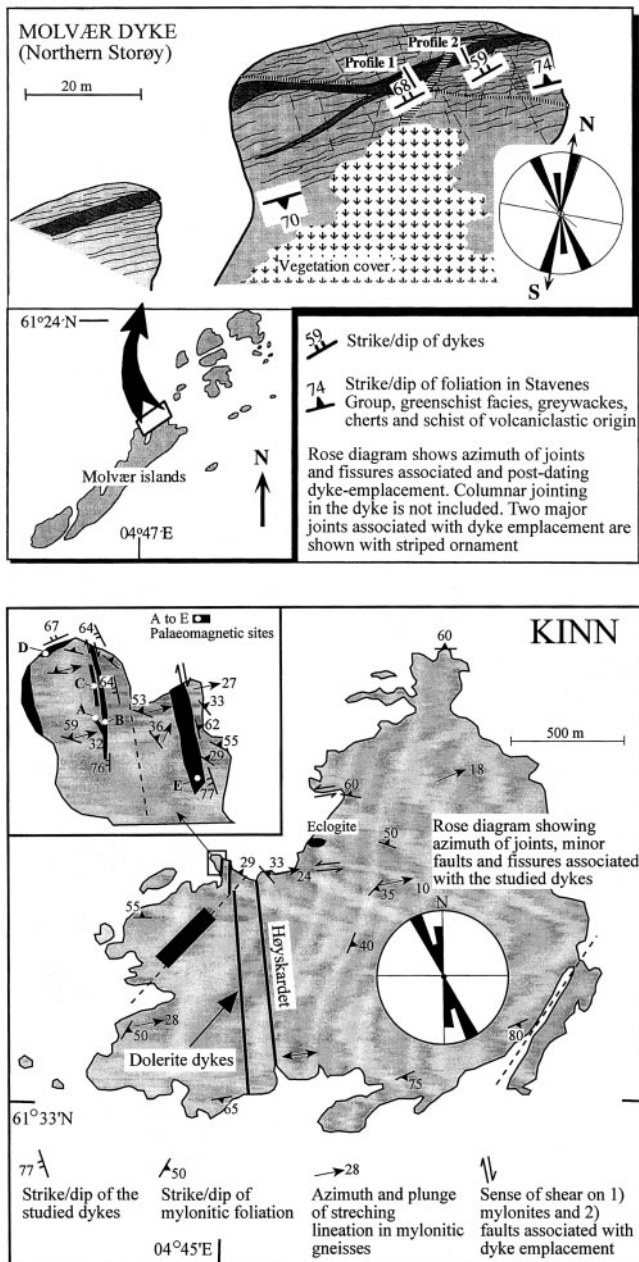 MOLVÆR DYKE
(Northern Storøy)
20 m
Profile 1
Profile 2
68
59
74
70
Vegetation cover
N
S
61°24'N
Molvær islands
N
04°47'E
59 Strike/dip of dykes
74 Strike/dip of foliation in Stavenes
Group, greenschist facies, greywackes,
cherts and schist of volcaniclastic origin
Rose diagram shows azimuth of joints
and fissures associated and post-dating
dyke-emplacement. Columnar jointing
in the dyke is not included. Two major
joints associated with dyke emplacement are
shown with striped ornament
KINN
A to E
Palaeomagnetic sites
67
64
D
C
64
A
B
59
32
76
53
36
27
33
62
55
29
77
E
60
500 m
18
60
Eclogite
50
Rose diagram showing
azimuth of joints, minor
faults and fissures associated
with the studied dykes
29
33
24
35
10
N
55
40
Høyskardet
50
28
Dolerite dykes
80
75
65
61°33'N
77
50
28
Strike/dip of the
studied dykes
Strike/dip of
mylonitic foliation
Azimuth and plunge
of streching
lineation in mylonitic
gneisses
Sense of shear on 1)
mylonites and 2)
faults associated with
dyke emplacement
04°45'E